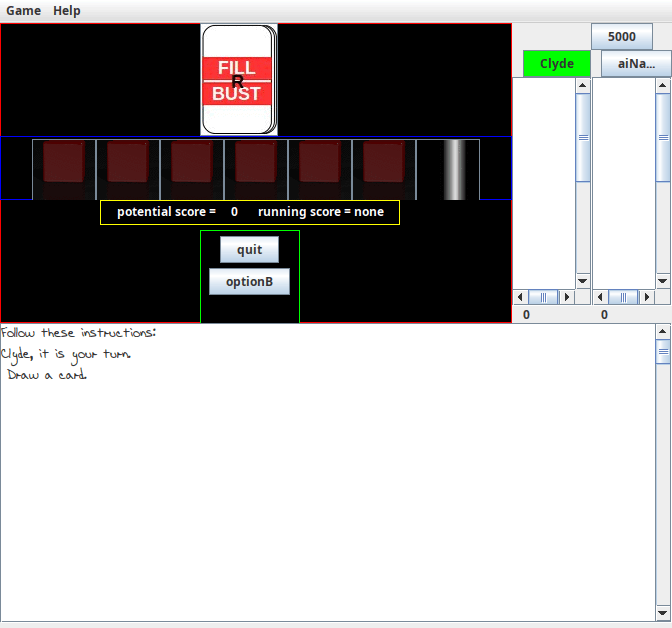 Game Help
5000
FILL
R
BUST
Clyde aiNa...
potential score = 0 running score = none
quit
optionB
0 0
Follow these instructions:
Clyde, it is your turn.
Draw a card.